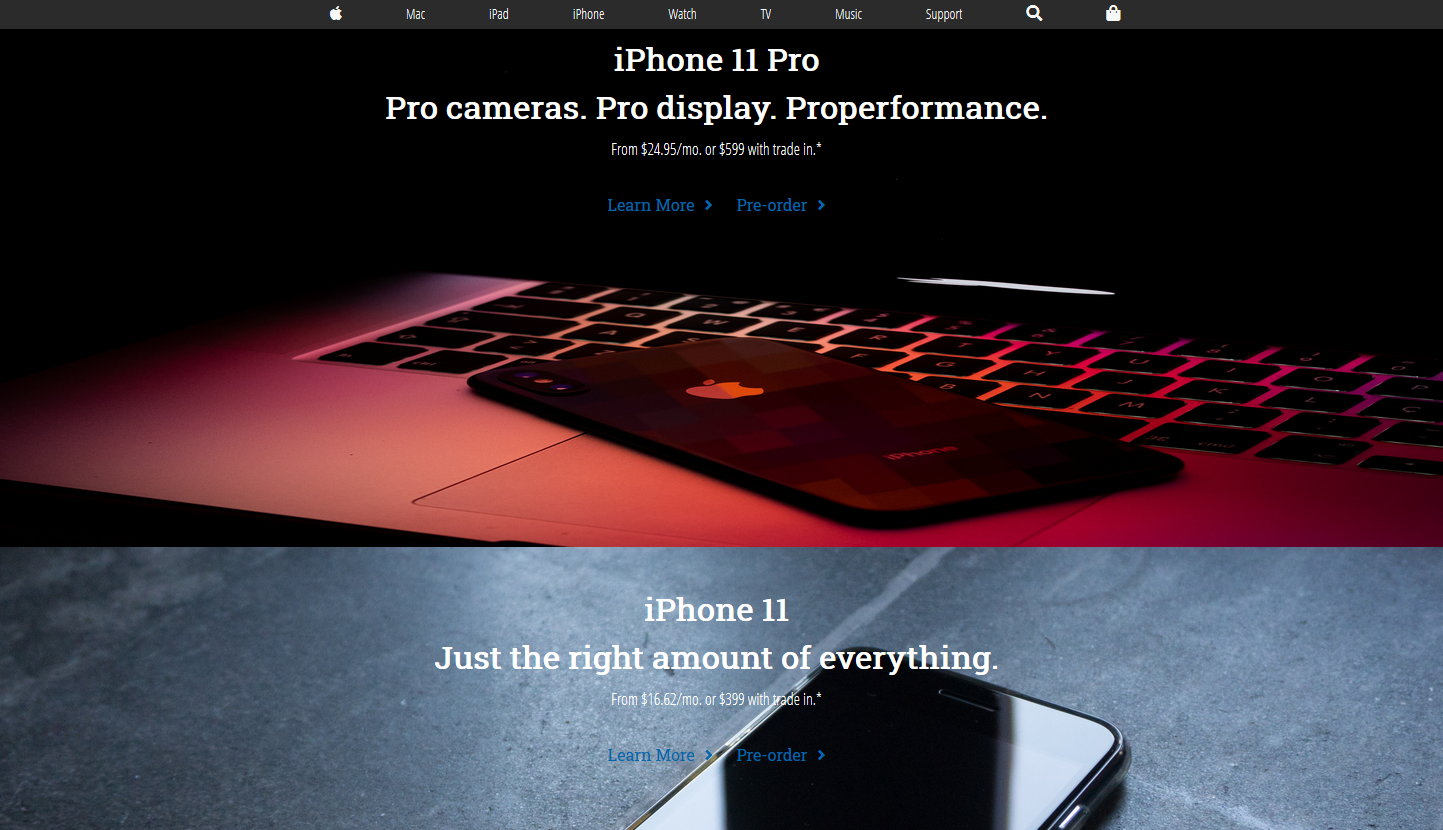 Mac iPad iPhone Watch TV Music Support
iPhone 11 Pro
Pro cameras. Pro display. Properformance.
From $24.95/mo. or $599 with trade in.*
Learn More Pre-order
iPhone
iPhone 11
Just the right amount of everything.
From $16.62/mo. or $399 with trade in.*
Learn More Pre-order